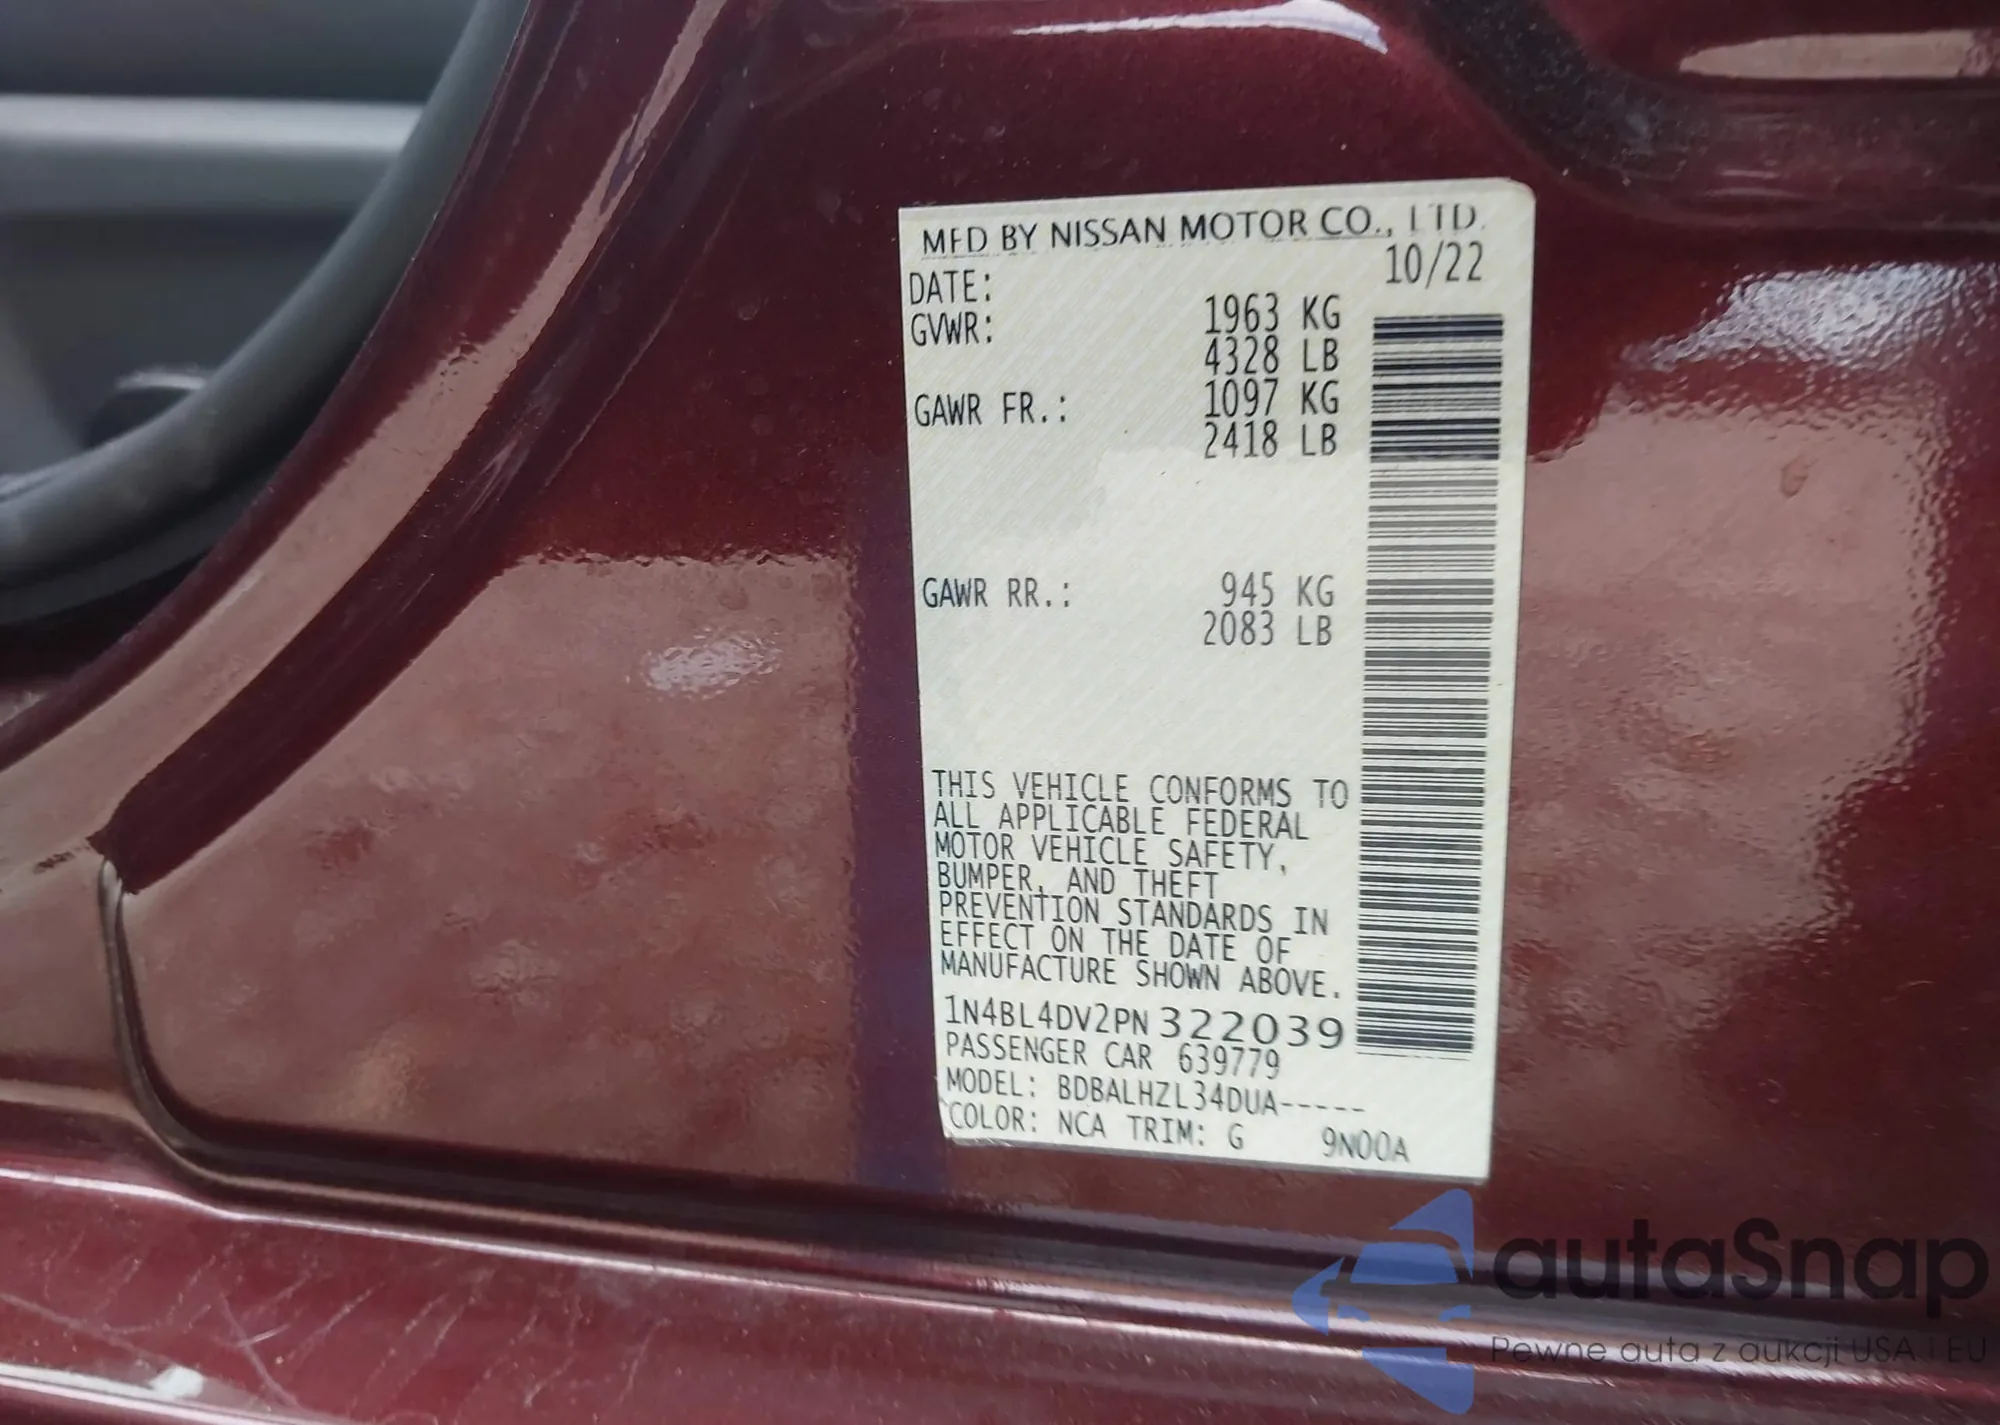 MFD BY NISSAN MOTOR CO., LTD.
DATE: 10/22
GVWR: 1963 KG
4328 LB
GAWR FR.: 1097 KG
2418 LB
GAWR RR.: 945 KG
2083 LB
THIS VEHICLE CONFORMS TO
ALL APPLICABLE FEDERAL
MOTOR VEHICLE SAFETY,
BUMPER, AND THEFT
PREVENTION STANDARDS IN
EFFECT ON THE DATE OF
MANUFACTURE SHOWN ABOVE.
1N4BL4DV2PN322039
PASSENGER CAR 639779
MODEL: BDBALHZL34DUA-----
COLOR: NCA TRIM: G 9N00A
autaSnap
Pewne auta z aukcji USA i EU